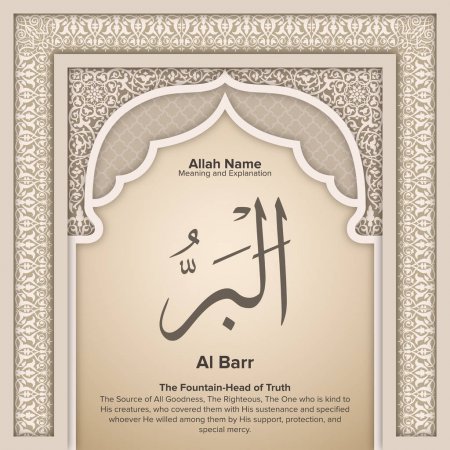 Allah Name
Meaning and Explanation
الْبَرُّ
Al Barr
The Fountain-Head of Truth
The Source of All Goodness, The Righteous, The One who is kind to
His creatures, who covered them with His sustenance and specified
whoever He willed among them by His support, protection, and
special mercy.